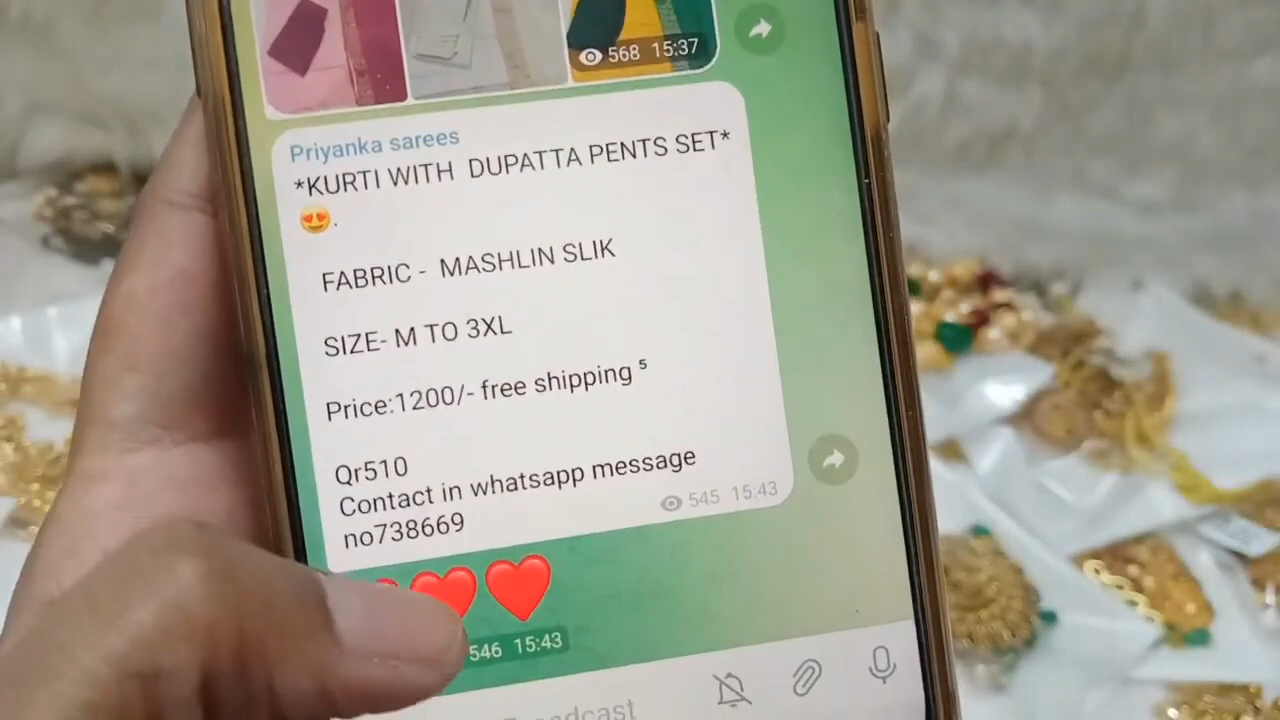 568 15:37
Priyanka sarees
*KURTI WITH DUPATTA PENTS SET*
😍.
FABRIC - MASHLIN SLIK
SIZE- M TO 3XL
Price:1200/- free shipping ⁵
Qr510
Contact in whatsapp message
no738669
545 15:43
546 15:43